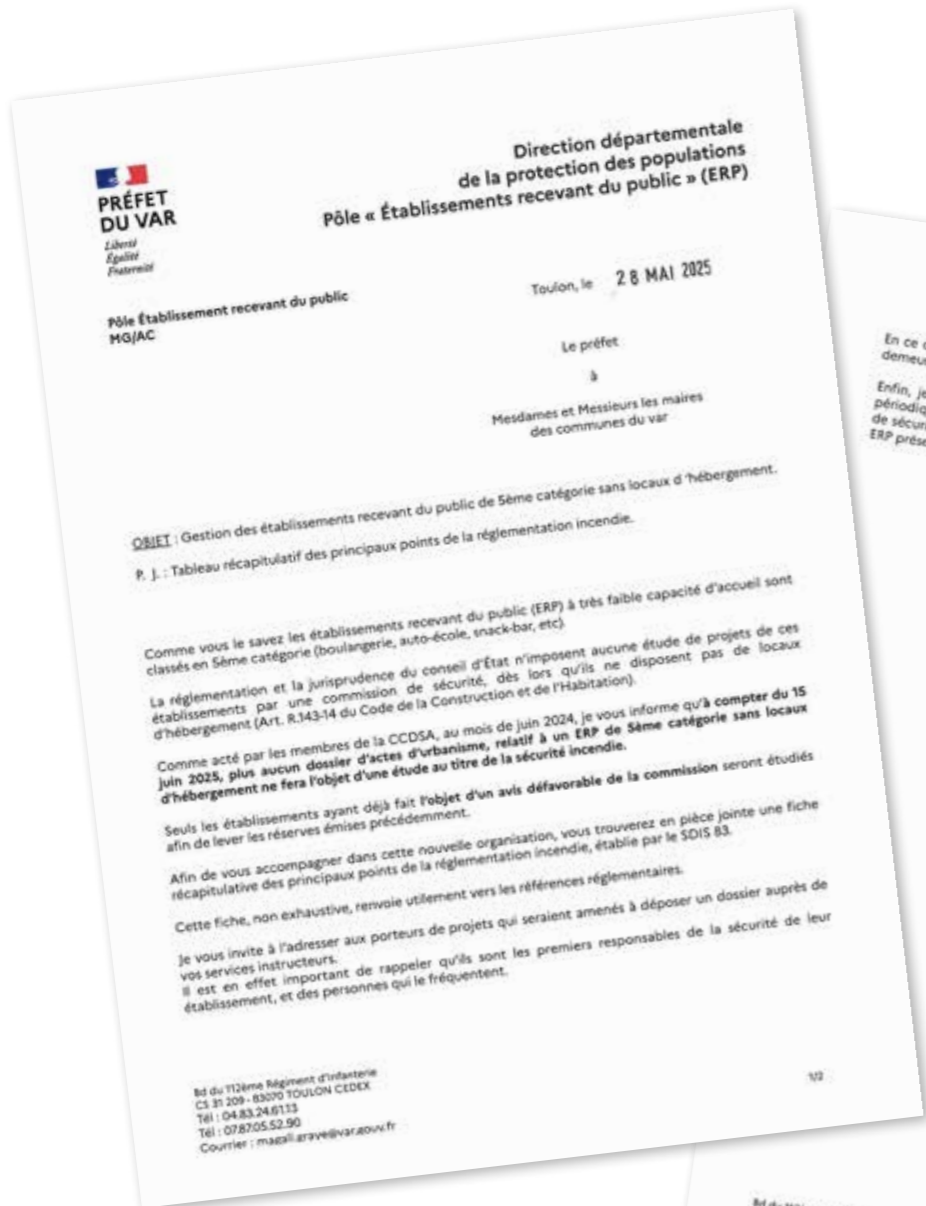 PRÉFET
DU VAR
Liberté
Égalité
Fraternité
Direction départementale
de la protection des populations
Pôle « Établissements recevant du public » (ERP)
Pôle Établissement recevant du public
MG/AC
Toulon, le 28 MAI 2025
Le préfet
à
Mesdames et Messieurs les maires
des communes du var
OBJET : Gestion des établissements recevant du public de 5ème catégorie sans locaux d 'hébergement.
P. J. : Tableau récapitulatif des principaux points de la réglementation incendie.
Comme vous le savez les établissements recevant du public (ERP) à très faible capacité d'accueil sont
classés en 5ème catégorie (boulangerie, auto-école, snack-bar, etc).
La réglementation et la jurisprudence du conseil d'État n'imposent aucune étude de projets de ces
établissements par une commission de sécurité, dès lors qu'ils ne disposent pas de locaux
d'hébergement (Art. R.143-14 du Code de la Construction et de l'Habitation).
Comme acté par les membres de la CCDSA, au mois de juin 2024, je vous informe qu'à compter du 15
juin 2025, plus aucun dossier d'actes d'urbanisme, relatif à un ERP de 5ème catégorie sans locaux
d'hébergement ne fera l'objet d'une étude au titre de la sécurité incendie.
Seuls les établissements ayant déjà fait l'objet d'un avis défavorable de la commission seront étudiés
afin de lever les réserves émises précédemment.
Afin de vous accompagner dans cette nouvelle organisation, vous trouverez en pièce jointe une fiche
récapitulative des principaux points de la réglementation incendie, établie par le SDIS 83.
Cette fiche, non exhaustive, renvoie utilement vers les références réglementaires.
Je vous invite à l'adresser aux porteurs de projets qui seraient amenés à déposer un dossier auprès de
vos services instructeurs.
Il est en effet important de rappeler qu'ils sont les premiers responsables de la sécurité de leur
établissement, et des personnes qui le fréquentent.
Bd du 112ème Régiment d'Infanterie
CS 31 209 - 83070 TOULON CEDEX
Tél : 04.83.24.61.13
Tél : 07.87.05.52.90
Courrier : magali.grave@var.gouv.fr
1/2
En ce
Enfin, je
ERP